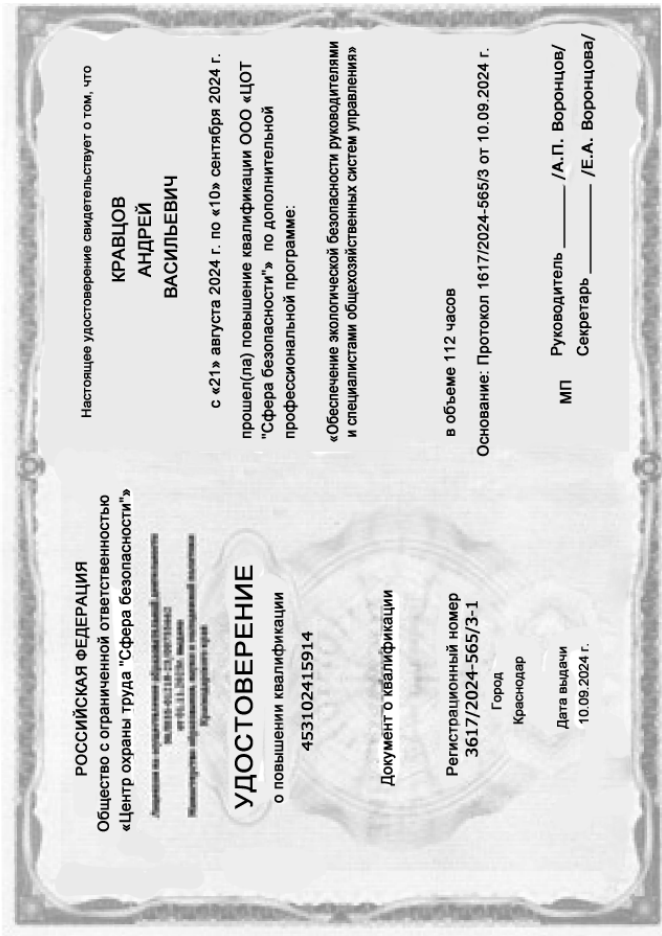 РОССИЙСКАЯ ФЕДЕРАЦИЯ
Общество с ограниченной ответственностью
«Центр охраны труда "Сфера безопасности"»
УДОСТОВЕРЕНИЕ
о повышении квалификации
453102415914
Документ о квалификации
Регистрационный номер
3617/2024-565/3-1
Город
Краснодар
Дата выдачи
10.09.2024 г.
Настоящее удостоверение свидетельствует о том, что
КРАВЦОВ
АНДРЕЙ
ВАСИЛЬЕВИЧ
с «21» августа 2024 г. по «10» сентября 2024 г.
прошел(ла) повышение квалификации ООО «ЦОТ
"Сфера безопасности"» по дополнительной
профессиональной программе:
«Обеспечение экологической безопасности руководителями
и специалистами общехозяйственных систем управления»
в объеме 112 часов
Основание: Протокол 1617/2024-565/3 от 10.09.2024 г.
Руководитель _______ /А.П. Воронцов/
МП Секретарь _________ /Е.А. Воронцова/